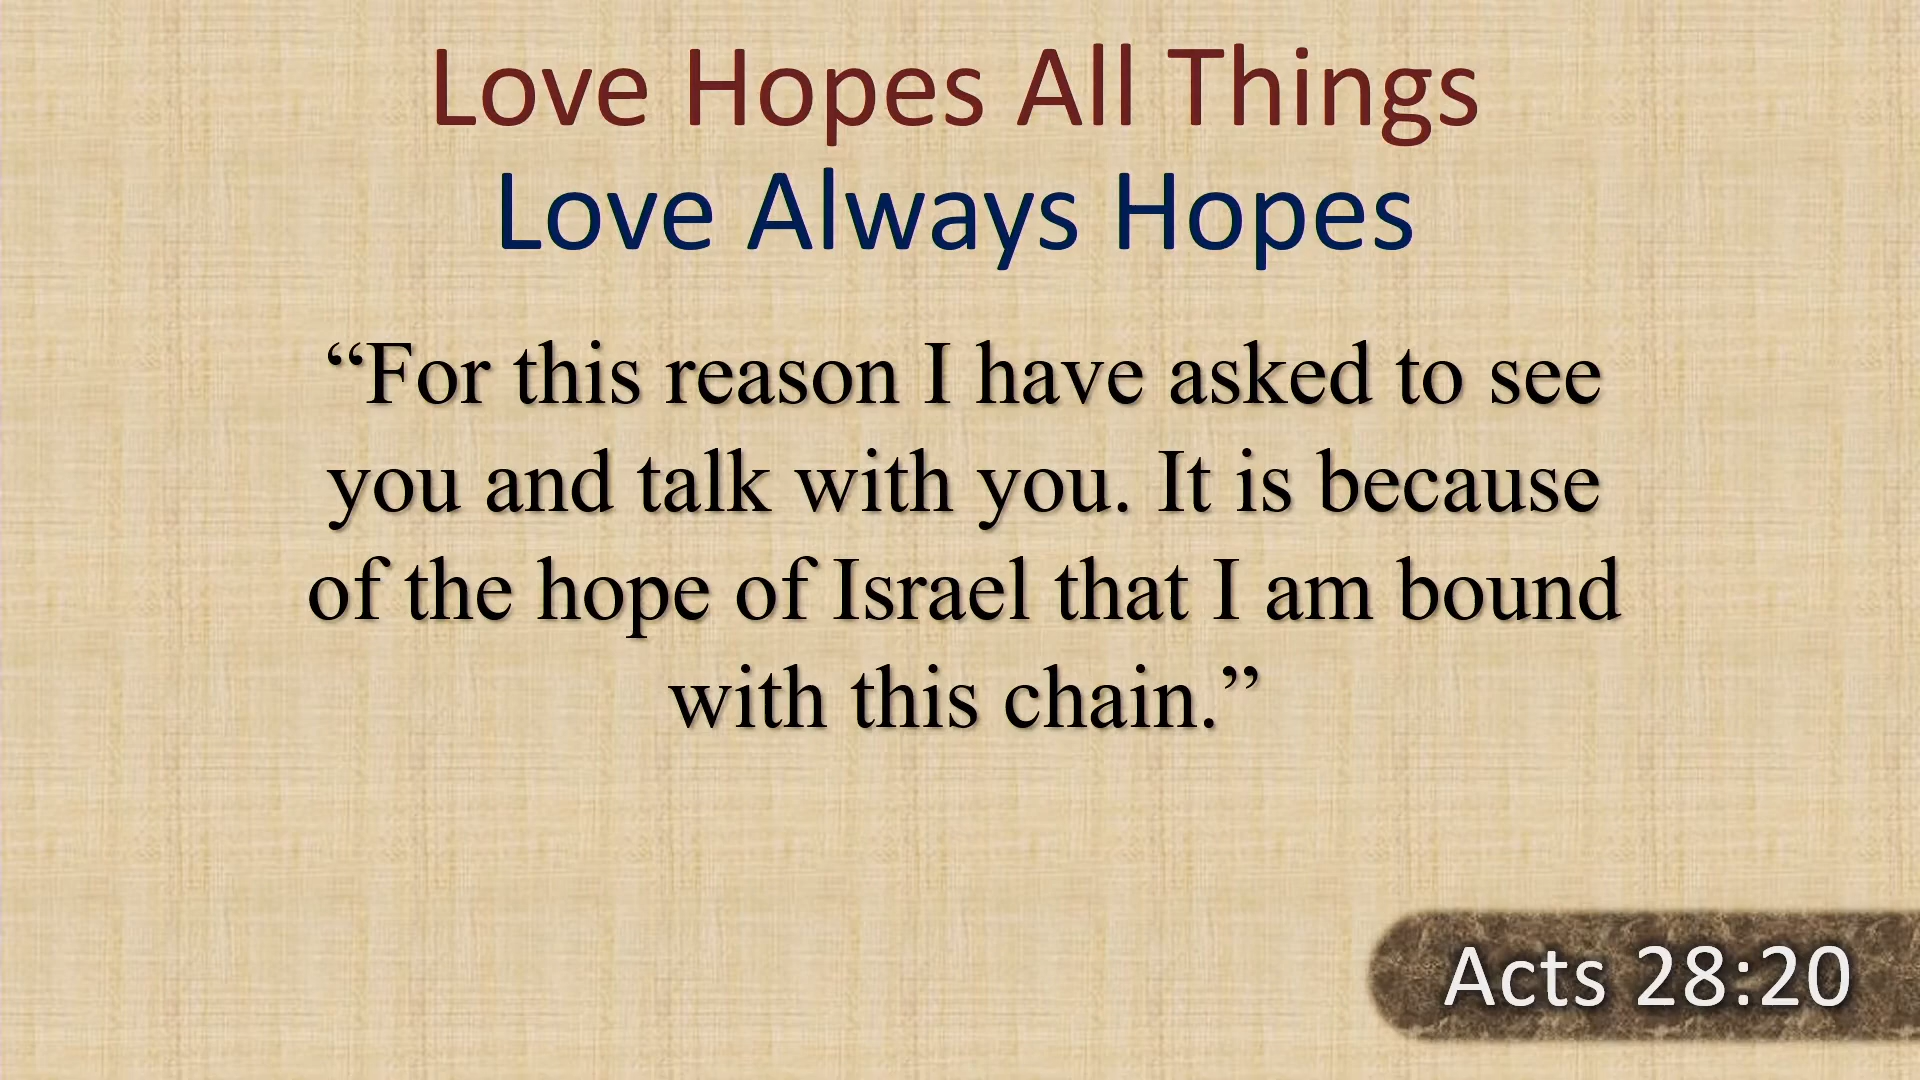 Love Hopes All Things
Love Always Hopes
“For this reason I have asked to see
you and talk with you. It is because
of the hope of Israel that I am bound
with this chain.”
Acts 28:20